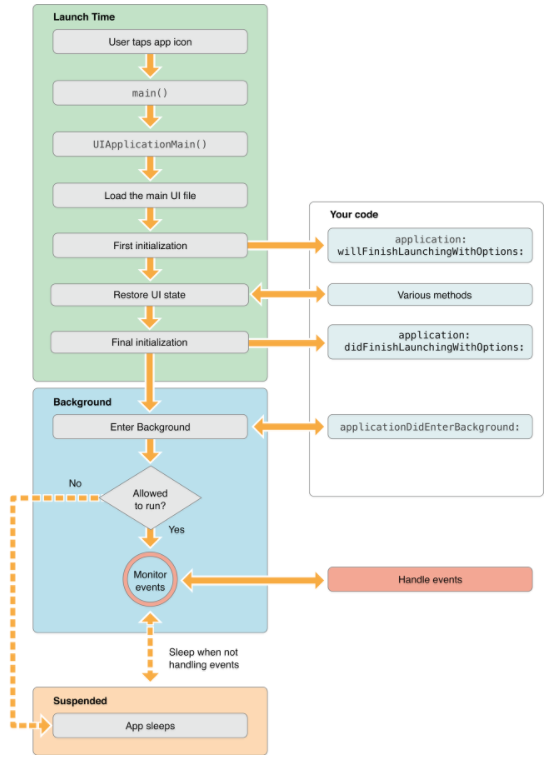 Launch Time
User taps app icon
main()
UIApplicationMain()
Load the main UI file
Your code
First initialization
application:
willFinishLaunchingWithOptions:
Restore UI state
Various methods
Final initialization
application:
didFinishLaunchingWithOptions:
Background
Enter Background
applicationDidEnterBackground:
No
Allowed
to run?
Yes
Monitor
events
Handle events
Sleep when not
handling events
Suspended
App sleeps